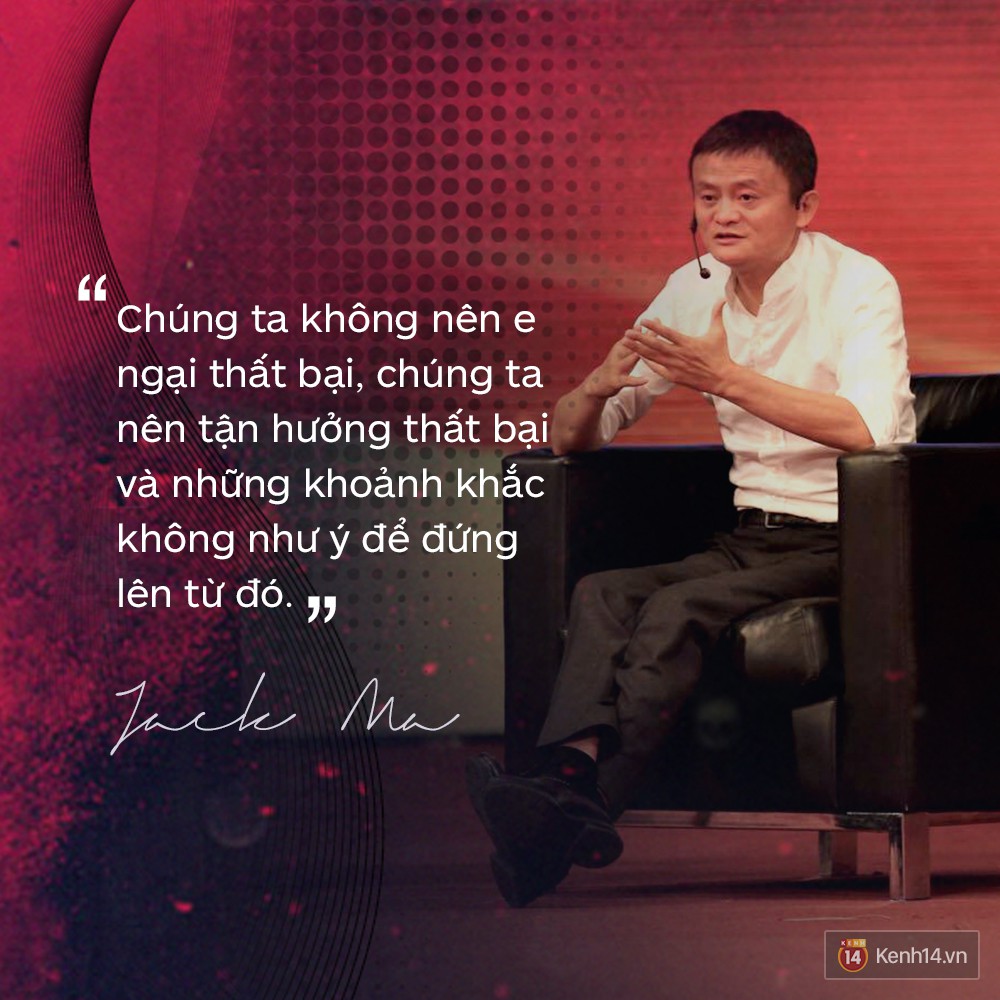 “
Chúng ta không nên e
ngại thất bại, chúng ta
nên tận hưởng thất bại
và những khoảnh khắc
không như ý để đứng
lên từ đó. ”
Jack Ma
KENH
14 Kenh14.vn